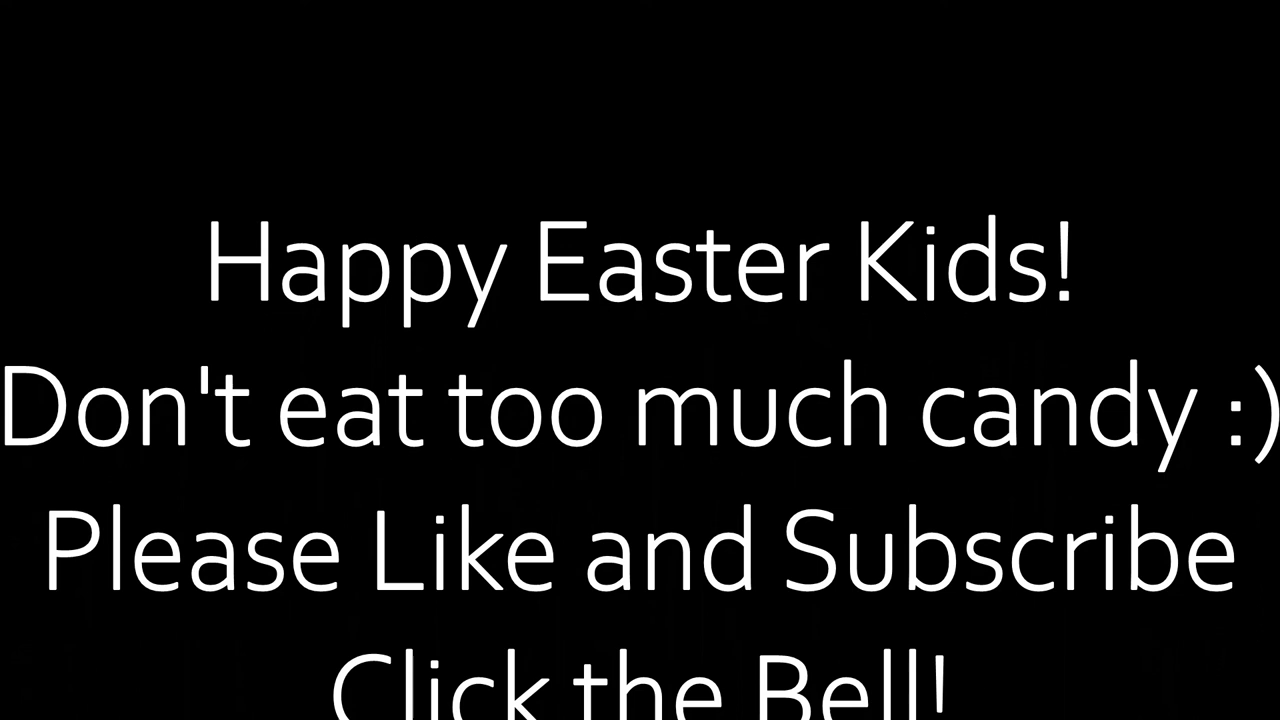 Happy Easter Kids!
Don't eat too much candy :)
Please Like and Subscribe
Click the Bell!